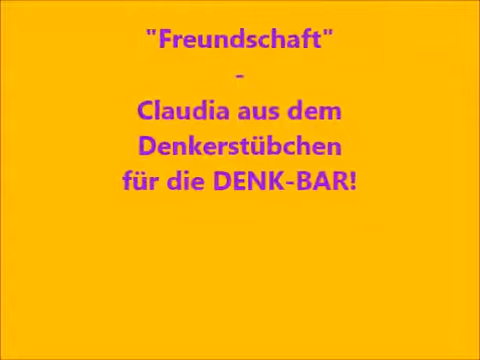 "Freundschaft"
-
Claudia aus dem
Denkerstübchen
für die DENK-BAR!